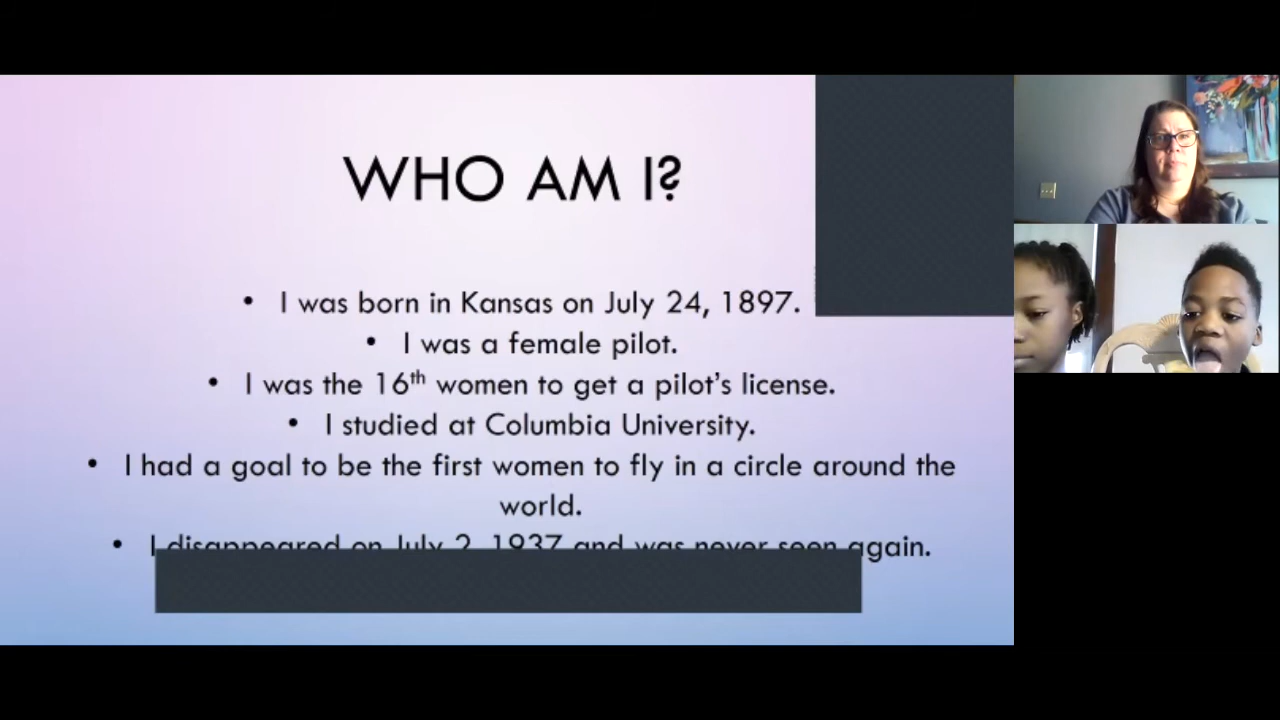 WHO AM I?
• I was born in Kansas on July 24, 1897.
• I was a female pilot.
• I was the 16th women to get a pilot's license.
• I studied at Columbia University.
• I had a goal to be the first women to fly in a circle around the
world.
• I disappeared on July 2, 1937 and was never seen again.